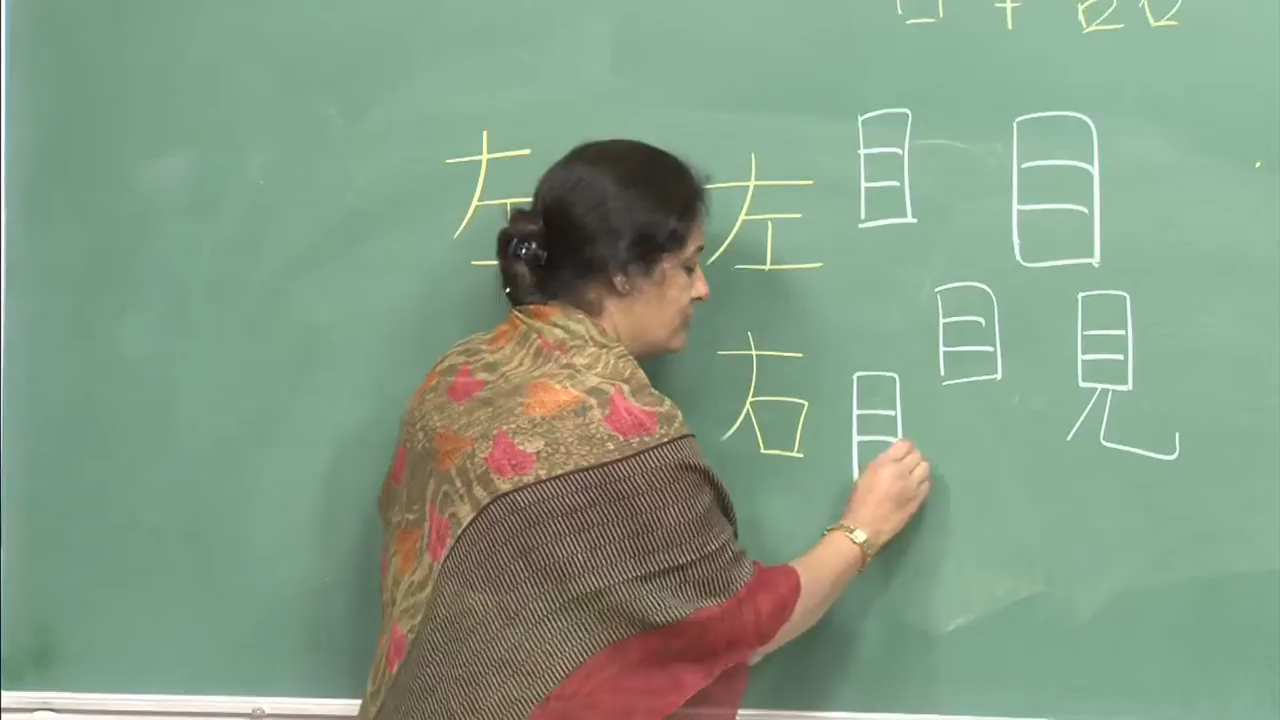 左 左 目 目
右 目 目 見